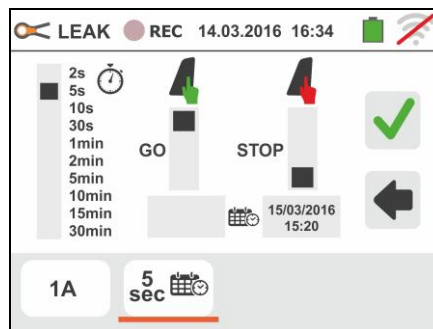 LEAK REC 14.03.2016 16:34
2s
5s
10s
30s
1min
2min
5min
10min
15min
30min
GO
STOP
15/03/2016
15:20
1A
5
sec